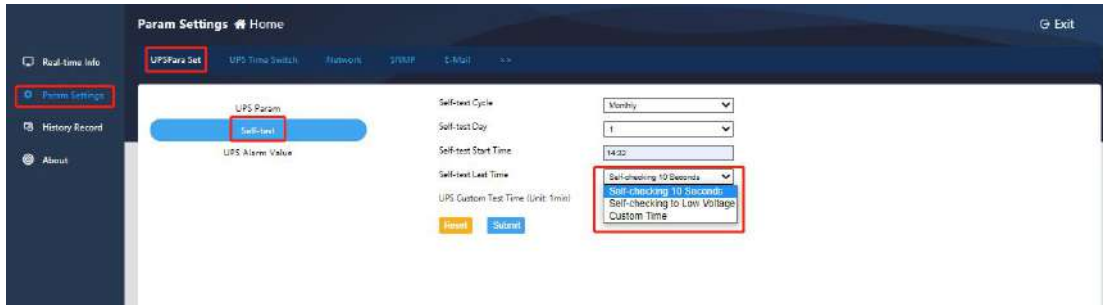 Param Settings Home
Exit
Real-time Info
Param Settings
History Record
About
UPSPara Set UPS Time Switch Network SNMP E-Mail >>
UPS Param
Self-test
UPS Alarm Value
Self-test Cycle Monthly
Self-test Day 1
Self-test Start Time 14:32
Self-test Last Time Self-checking 10 Seconds
Self-checking 10 Seconds
Self-checking to Low Voltage
Custom Time
UPS Custom Test Time (Unit: 1min)
Reset Submit